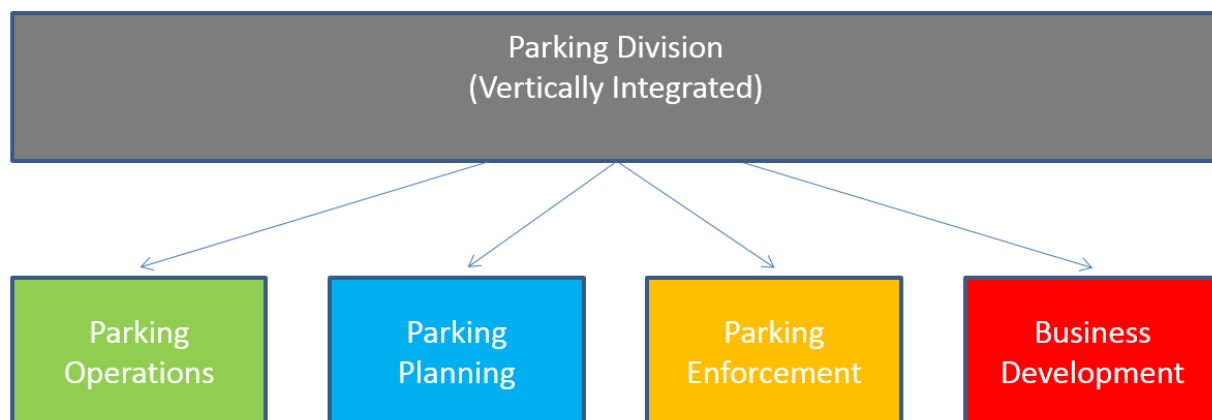 Parking Division
(Vertically Integrated)
Parking
Operations
Parking
Planning
Parking
Enforcement
Business
Development